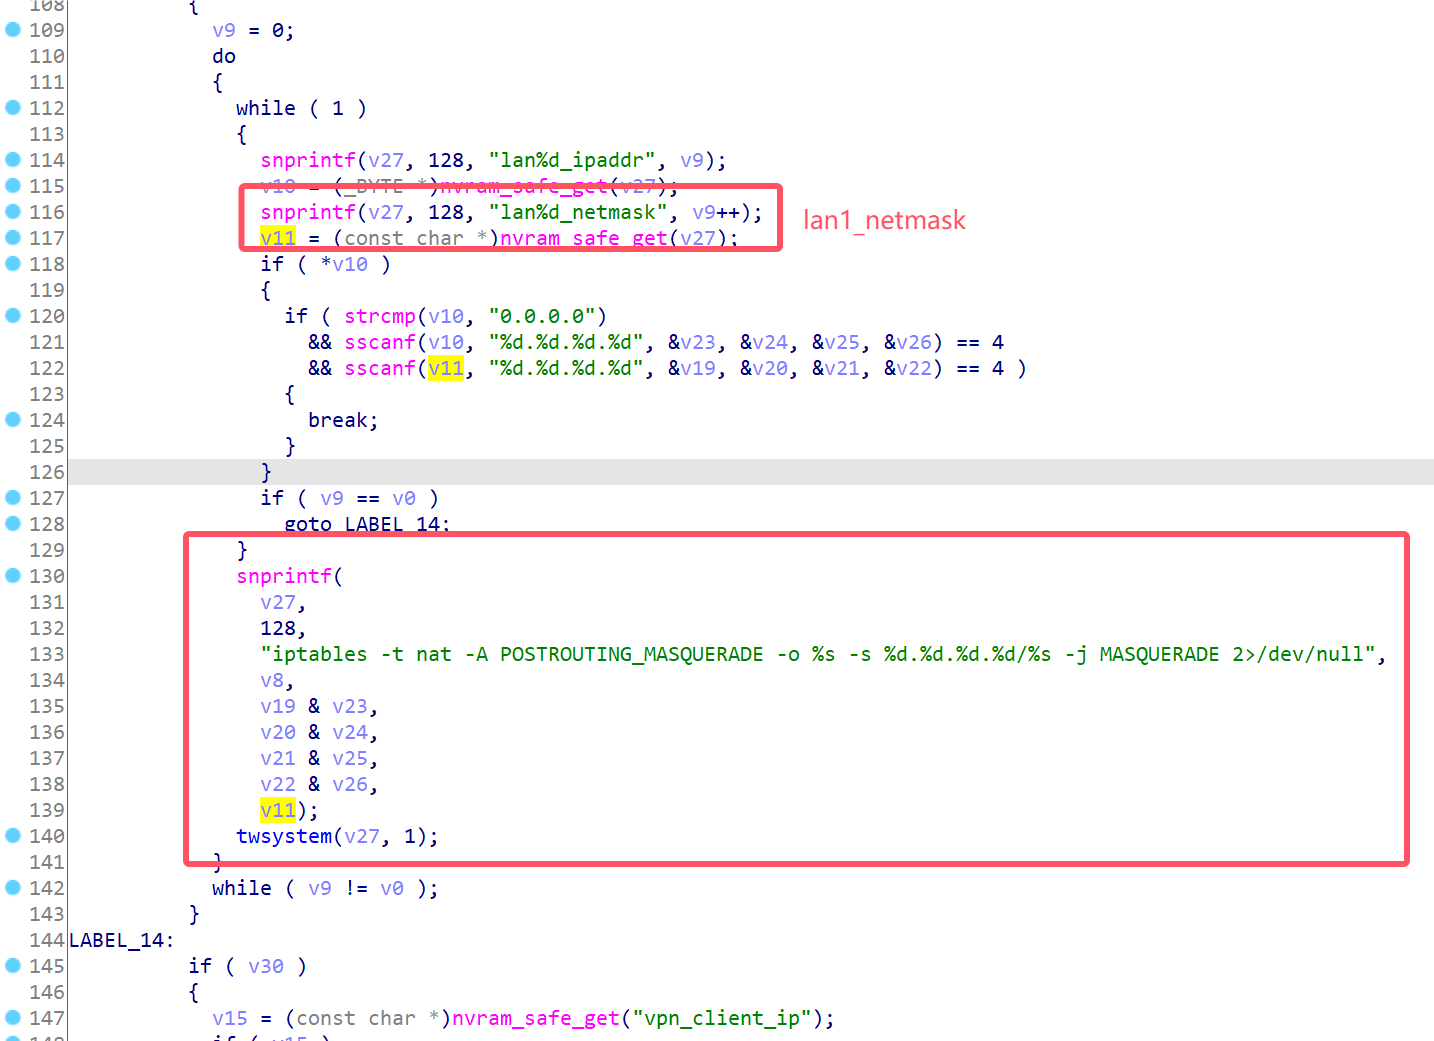 108 {
109 v9 = 0;
110 do
111 {
112 while ( 1 )
113 {
114 snprintf(v27, 128, "lan%d_ipaddr", v9);
115 v10 = (_BYTE *)nvram_safe_get(v27);
116 snprintf(v27, 128, "lan%d_netmask", v9++);
lan1_netmask
117 v11 = (const char *)nvram_safe_get(v27);
118 if ( *v10 )
119 {
120 if ( strcmp(v10, "0.0.0.0")
121 && sscanf(v10, "%d.%d.%d.%d", &v23, &v24, &v25, &v26) == 4
122 && sscanf(v11, "%d.%d.%d.%d", &v19, &v20, &v21, &v22) == 4 )
123 {
124 break;
125 }
126 }
127 if ( v9 == v0 )
128 goto LABEL_14;
129 }
130 snprintf(
131 v27,
132 128,
133 "iptables -t nat -A POSTROUTING_MASQUERADE -o %s -s %d.%d.%d.%d/%s -j MASQUERADE 2>/dev/null",
134 v8,
135 v19 & v23,
136 v20 & v24,
137 v21 & v25,
138 v22 & v26,
139 v11);
140 twsystem(v27, 1);
141 }
142 while ( v9 != v0 );
143 }
144 LABEL_14:
145 if ( v30 )
146 {
147 v15 = (const char *)nvram_safe_get("vpn_client_ip");
148 if ( v15 )